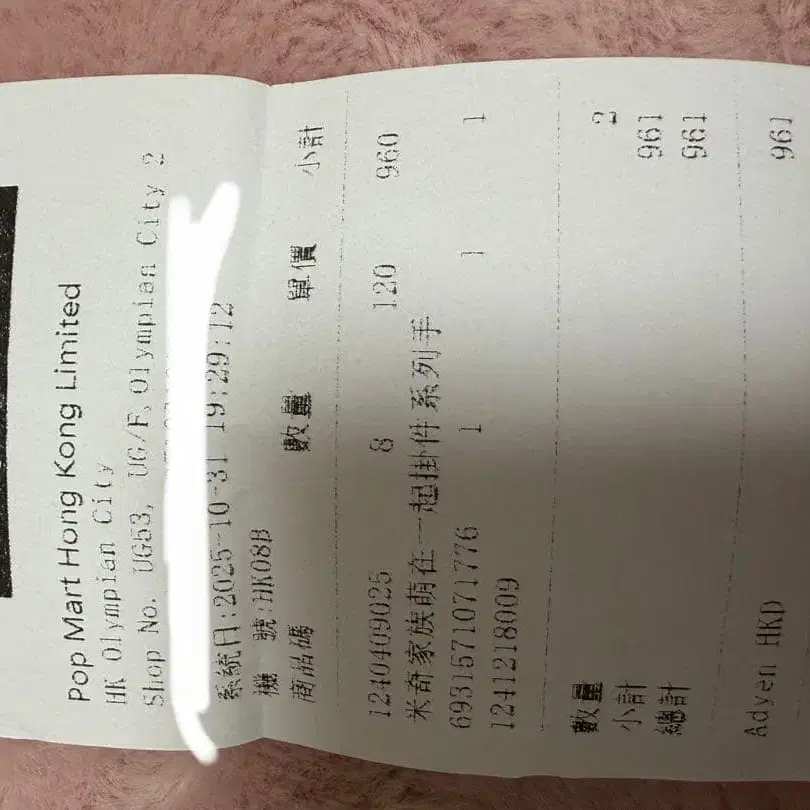 Pop Mart Hong Kong Limited
HK Olympian City
Shop No. UG53, UG/F, Olympian City 2
系統日:2025-10-31 19:29:12
機 號:HK08B
商品碼 數量 單價 小計
1240409025 8 120 960
米奇家族萌在一起掛件系列手
6931571071776 1 1 1
1241218009
數量 2
小計 961
總計 961
Adyen HKD 961